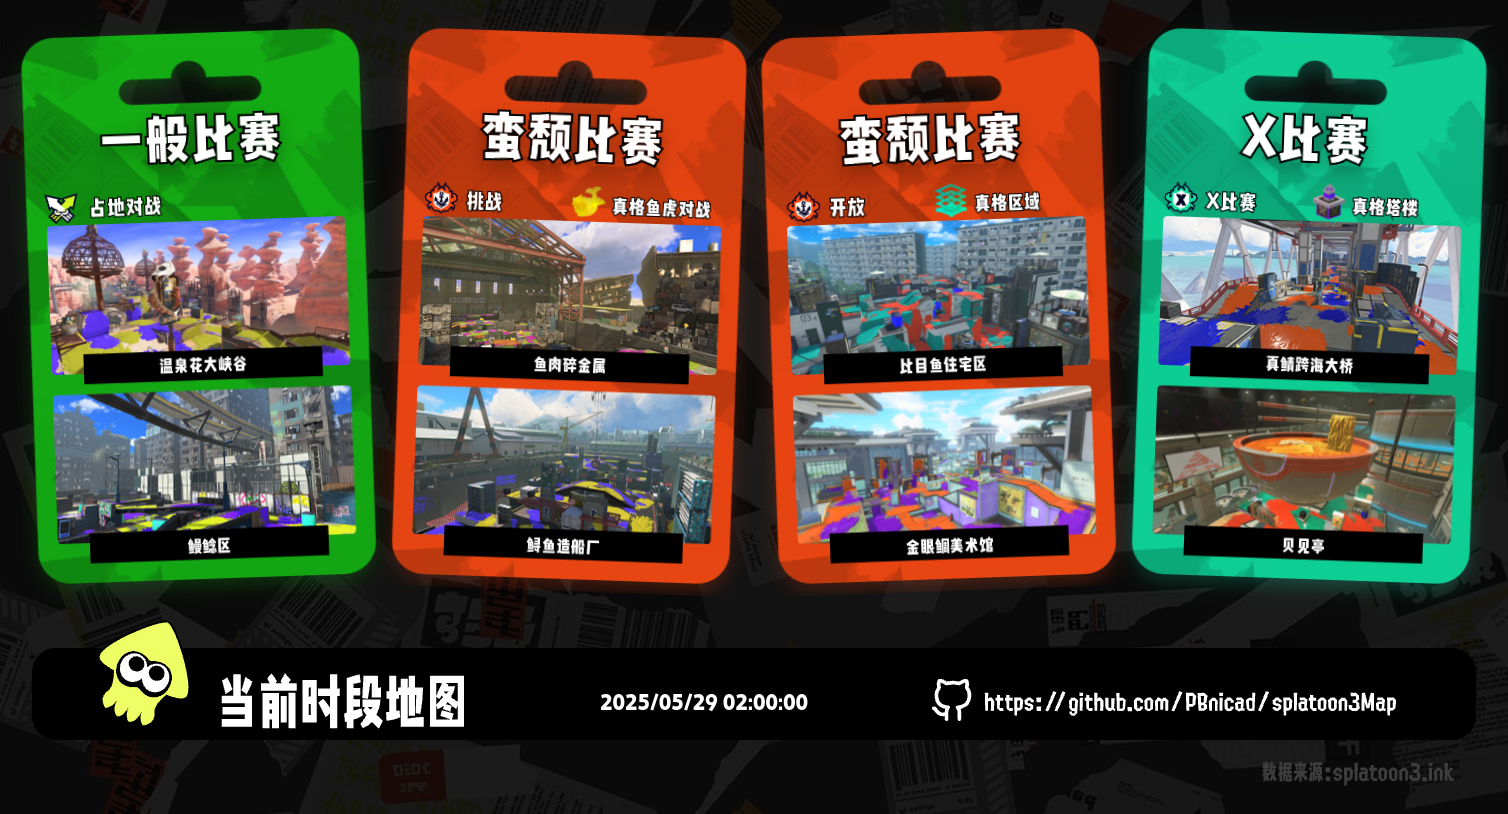 一般比赛
占地对战
温泉花大峡谷
鳗鲶区
蛮颓比赛
挑战
真格鱼虎对战
鱼肉碎金属
鲟鱼造船厂
蛮颓比赛
开放
真格区域
比目鱼住宅区
金眼鲷美术馆
X比赛
X比赛
真格塔楼
真鲭跨海大桥
贝见亭
当前时段地图
2025/05/29 02:00:00
https://github.com/PBnicad/splatoon3Map
数据来源:splatoon3.ink